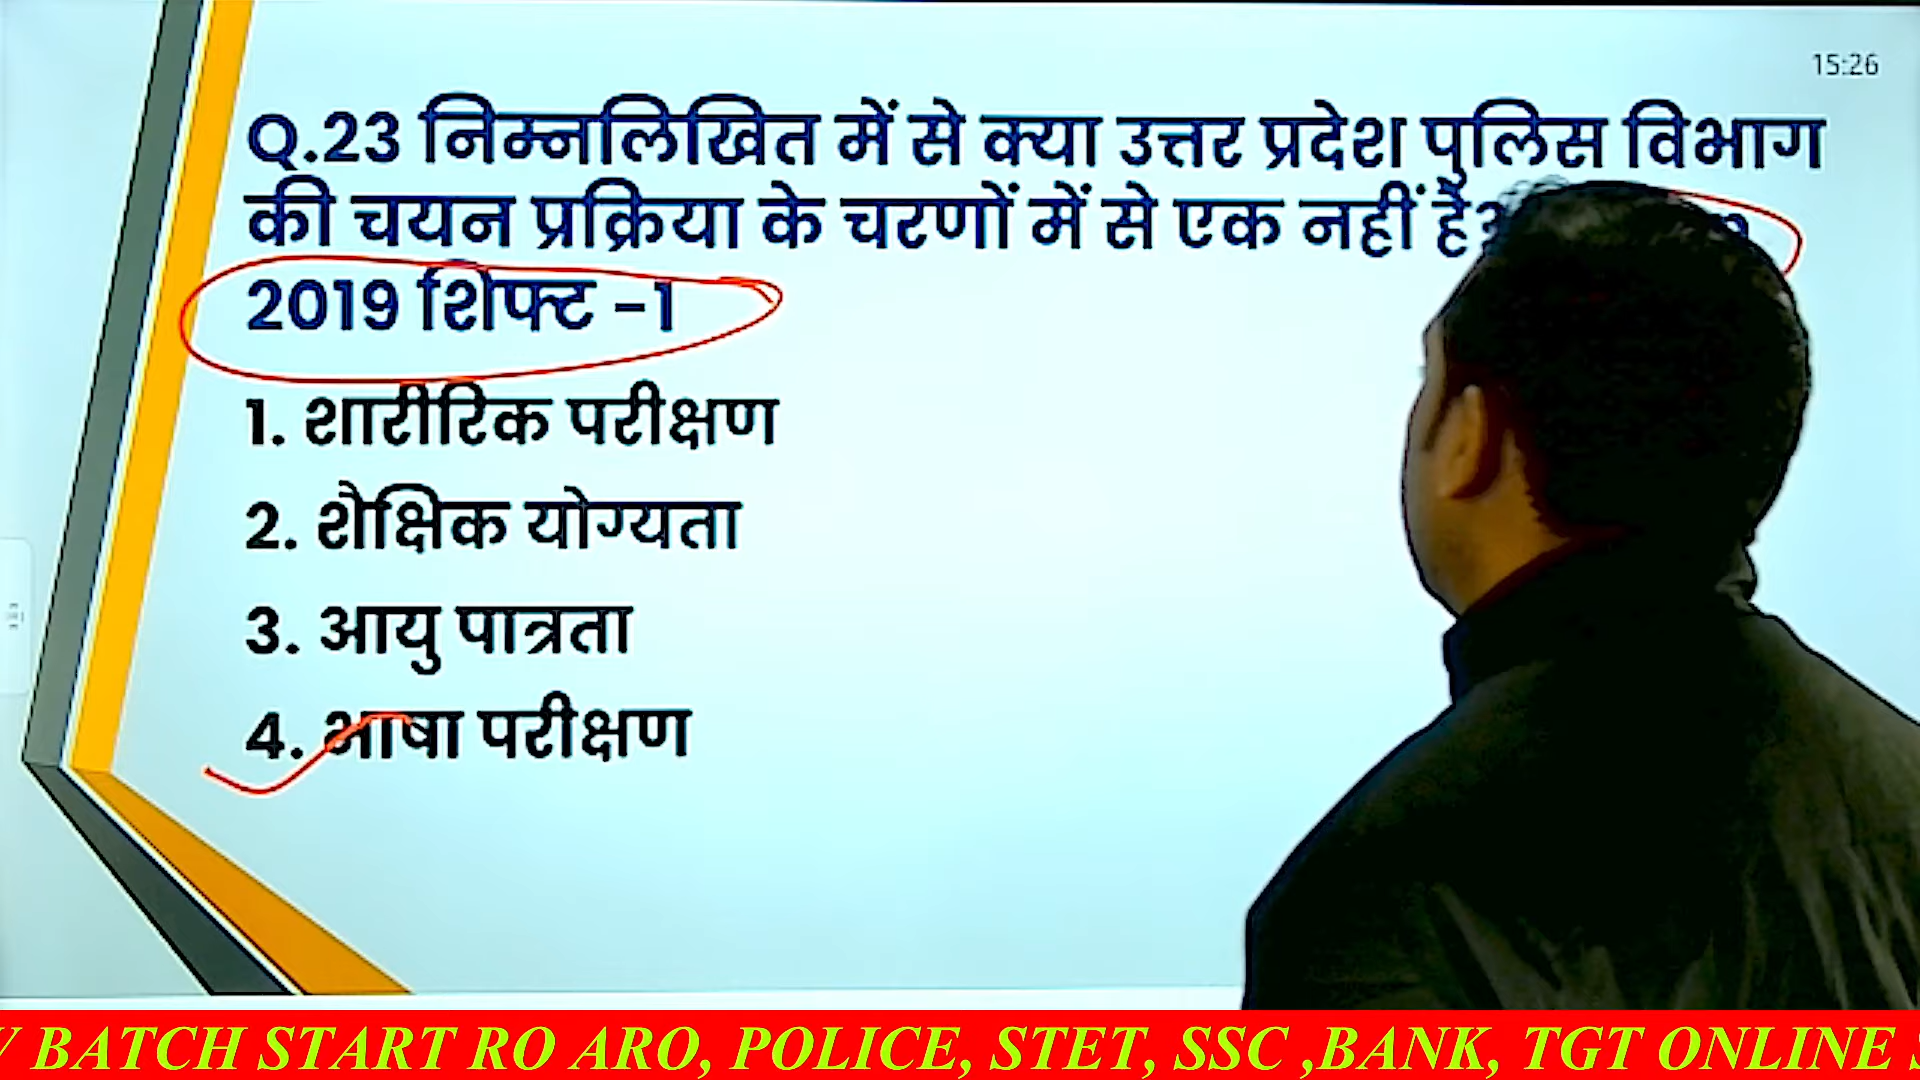 15:26
Q.23 निम्नलिखित में से क्या उत्तर प्रदेश पुलिस विभाग
की चयन प्रक्रिया के चरणों में से एक नहीं है?
2019 शिफ्ट -1
1. शारीरिक परीक्षण
2. शैक्षिक योग्यता
3. आयु पात्रता
4. भाषा परीक्षण
BATCH START RO ARO, POLICE, STET, SSC ,BANK, TGT ONLINE